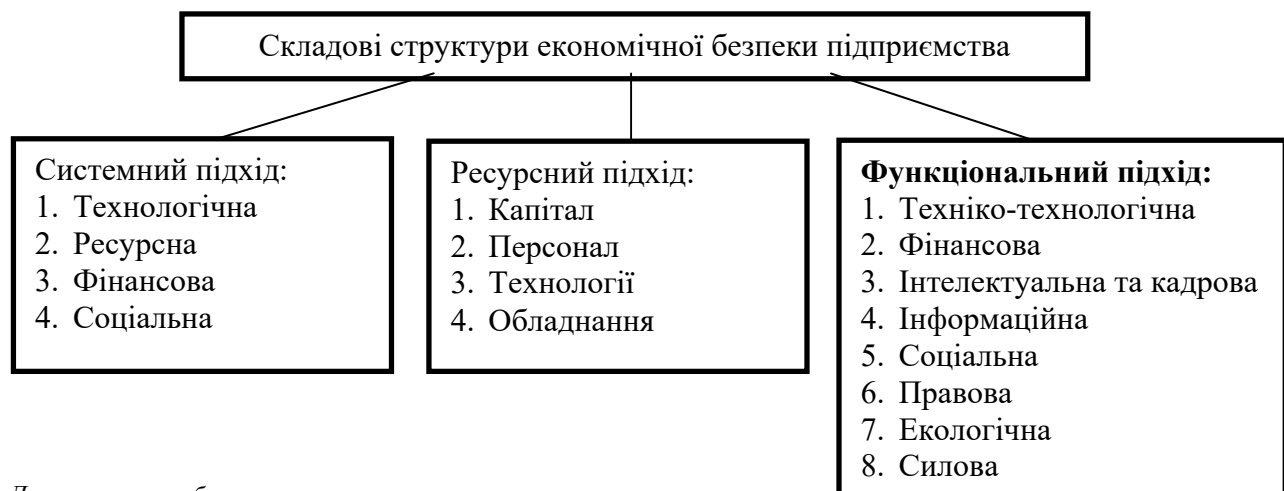 Складові структури економічної безпеки підприємства
Системний підхід:
1. Технологічна
2. Ресурсна
3. Фінансова
4. Соціальна
Ресурсний підхід:
1. Капітал
2. Персонал
3. Технології
4. Обладнання
Функціональний підхід:
1. Техніко-технологічна
2. Фінансова
3. Інтелектуальна та кадрова
4. Інформаційна
5. Соціальна
6. Правова
7. Екологічна
8. Силова